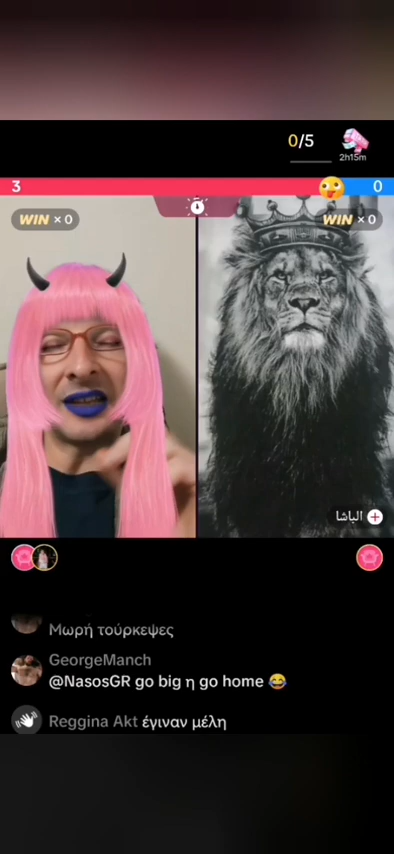 0/5
2h15m
3
0
WIN × 0
WIN × 0
الباشا
Μωρή τούρκεψες
GeorgeManch
@NasosGR go big η go home 😂
Reggina Akt έγιναν μέλη